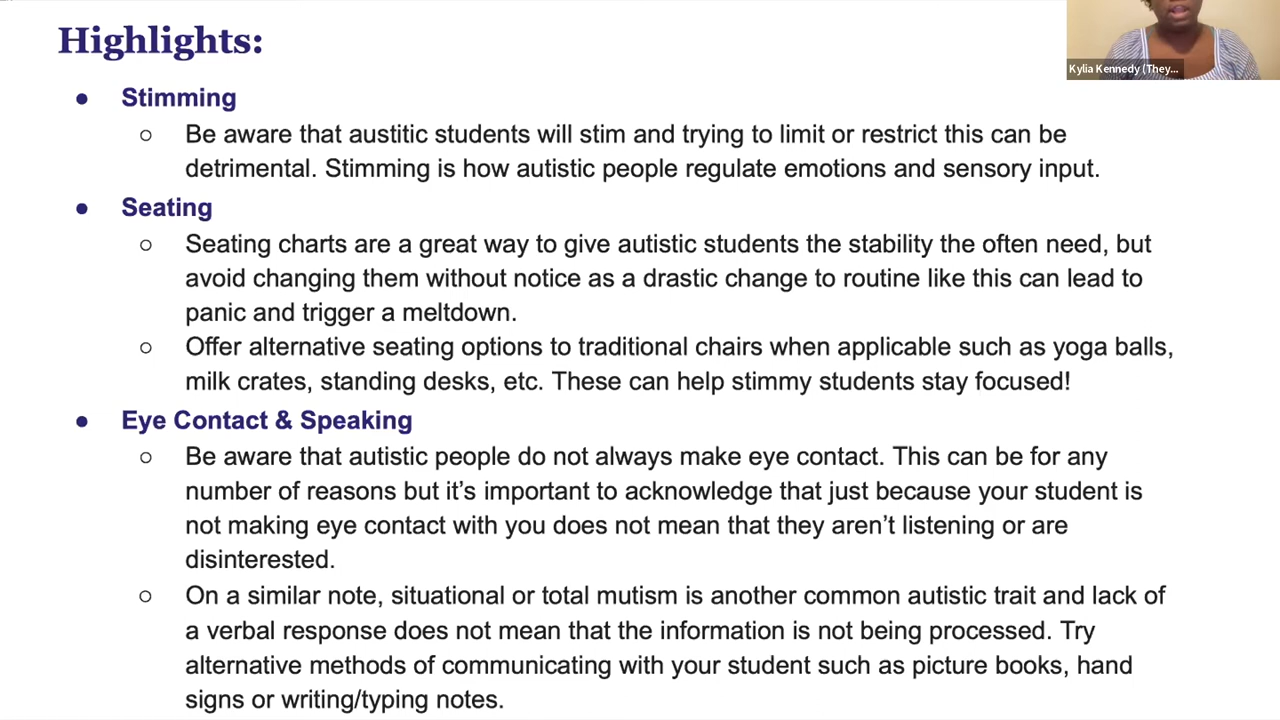 Highlights:
Kylia Kennedy (They...
● Stimming
○ Be aware that austitic students will stim and trying to limit or restrict this can be
detrimental. Stimming is how autistic people regulate emotions and sensory input.
● Seating
○ Seating charts are a great way to give autistic students the stability the often need, but
avoid changing them without notice as a drastic change to routine like this can lead to
panic and trigger a meltdown.
○ Offer alternative seating options to traditional chairs when applicable such as yoga balls,
milk crates, standing desks, etc. These can help stimmy students stay focused!
● Eye Contact & Speaking
○ Be aware that autistic people do not always make eye contact. This can be for any
number of reasons but it’s important to acknowledge that just because your student is
not making eye contact with you does not mean that they aren’t listening or are
disinterested.
○ On a similar note, situational or total mutism is another common autistic trait and lack of
a verbal response does not mean that the information is not being processed. Try
alternative methods of communicating with your student such as picture books, hand
signs or writing/typing notes.